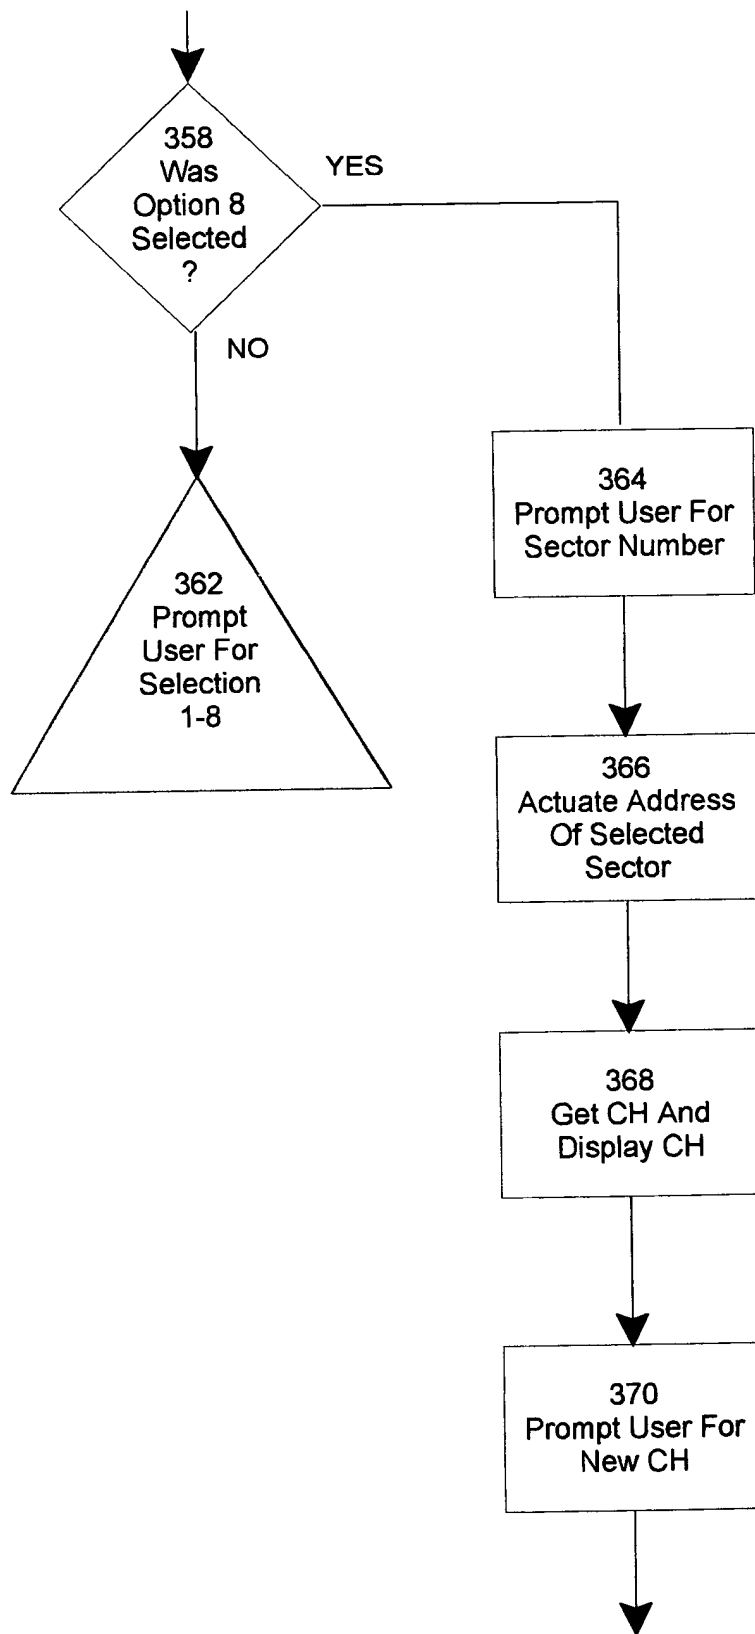 358
Was
Option 8
Selected
?
YES
NO
362
Prompt
User For
Selection
1-8
364
Prompt User For
Sector Number
366
Actuate Address
Of Selected
Sector
368
Get CH And
Display CH
370
Prompt User For
New CH